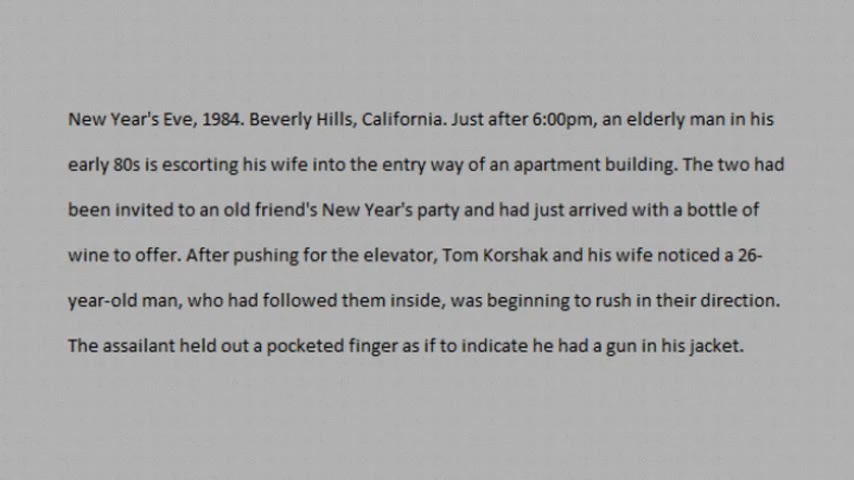 New Year's Eve, 1984. Beverly Hills, California. Just after 6:00pm, an elderly man in his
early 80s is escorting his wife into the entry way of an apartment building. The two had
been invited to an old friend's New Year's party and had just arrived with a bottle of
wine to offer. After pushing for the elevator, Tom Korshak and his wife noticed a 26-
year-old man, who had followed them inside, was beginning to rush in their direction.
The assailant held out a pocketed finger as if to indicate he had a gun in his jacket.